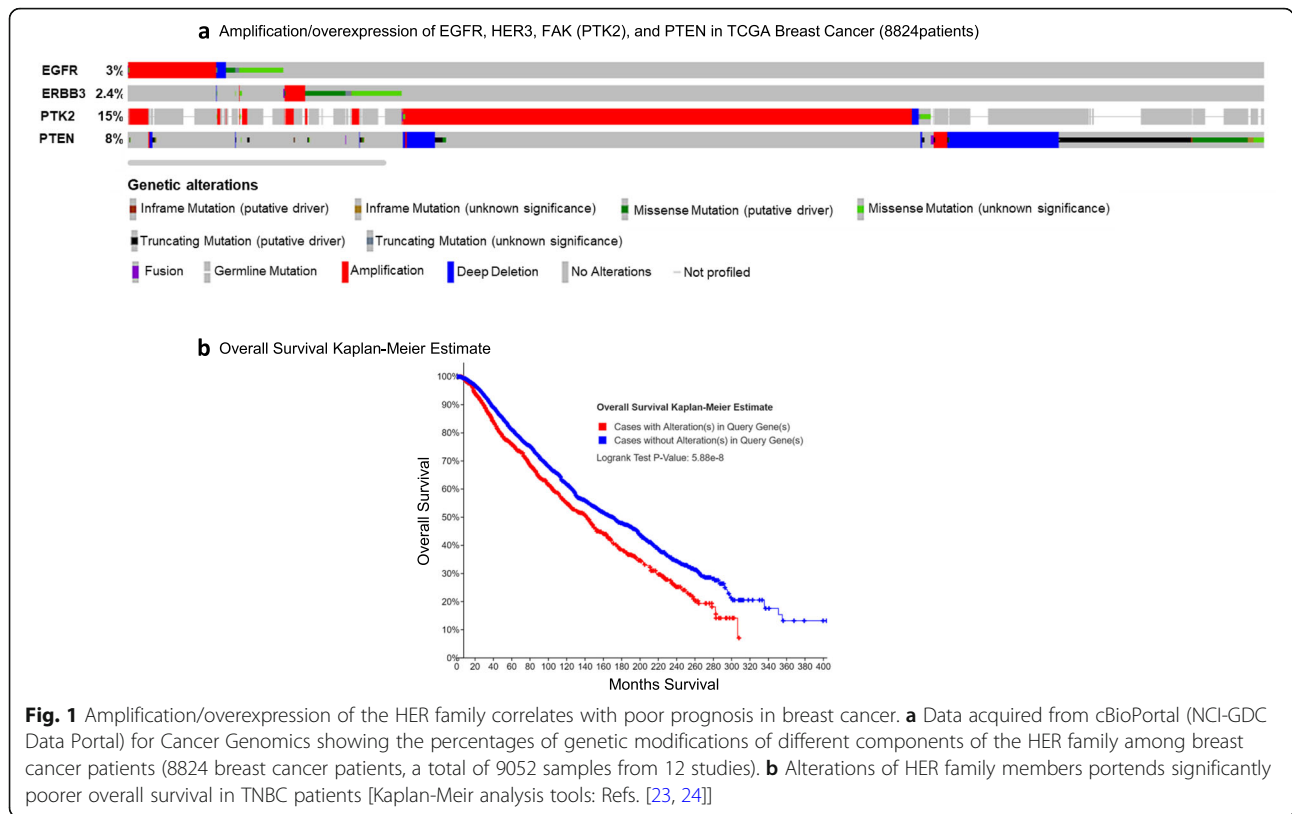 a Amplification/overexpression of EGFR, HER3, FAK (PTK2), and PTEN in TCGA Breast Cancer (8824patients)
EGFR 3%
ERBB3 2.4%
PTK2 15%
PTEN 8%
Genetic alterations
Inframe Mutation (putative driver) Inframe Mutation (unknown significance) Missense Mutation (putative driver) Missense Mutation (unknown significance)
Truncating Mutation (putative driver) Truncating Mutation (unknown significance)
Fusion Germline Mutation Amplification Deep Deletion No Alterations Not profiled
b Overall Survival Kaplan-Meier Estimate
100%
90%
80%
70%
60%
50%
40%
30%
20%
10%
0%
Overall Survival
Overall Survival Kaplan-Meier Estimate
Cases with Alteration(s) in Query Gene(s)
Cases without Alteration(s) in Query Gene(s)
Logrank Test P-Value: 5.88e-8
0 20 40 60 80 100 120 140 160 180 200 220 240 260 280 300 320 340 360 380 400
Months Survival
Fig. 1 Amplification/overexpression of the HER family correlates with poor prognosis in breast cancer. a Data acquired from cBioPortal (NCI-GDC
Data Portal) for Cancer Genomics showing the percentages of genetic modifications of different components of the HER family among breast
cancer patients (8824 breast cancer patients, a total of 9052 samples from 12 studies). b Alterations of HER family members portends significantly
poorer overall survival in TNBC patients [Kaplan-Meir analysis tools: Refs. [23, 24]]